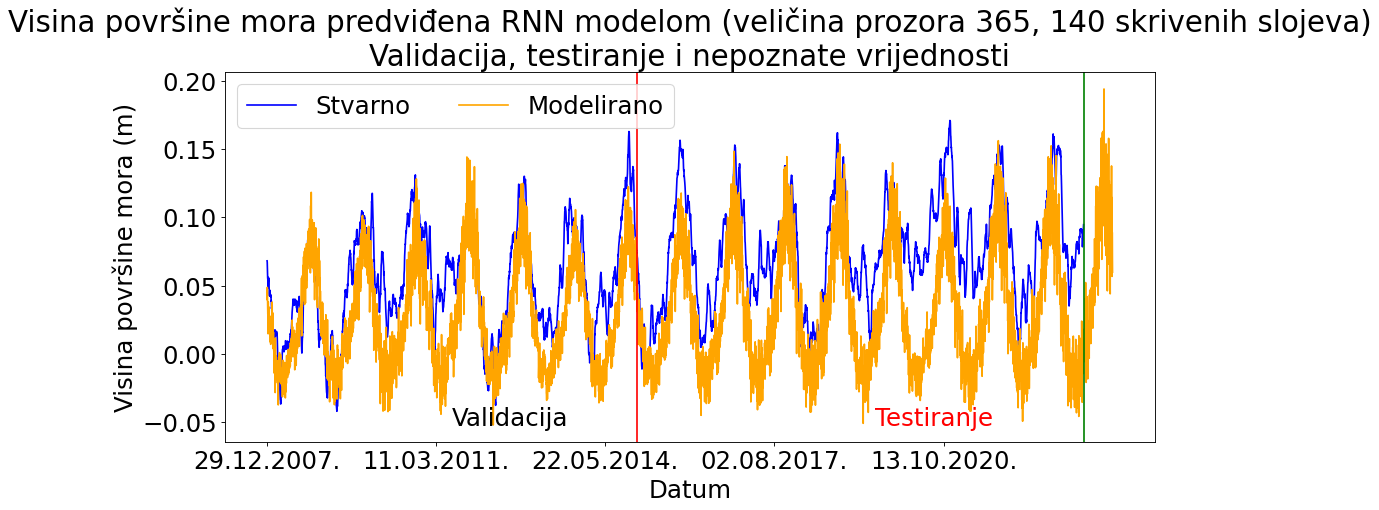 Visina površine mora predviđena RNN modelom (veličina prozora 365, 140 skrivenih slojeva)
Validacija, testiranje i nepoznate vrijednosti
Stvarno
Modelirano
Visina površine mora (m)
0.20
0.15
0.10
0.05
0.00
−0.05
Validacija
Testiranje
29.12.2007.
11.03.2011.
22.05.2014.
02.08.2017.
13.10.2020.
Datum